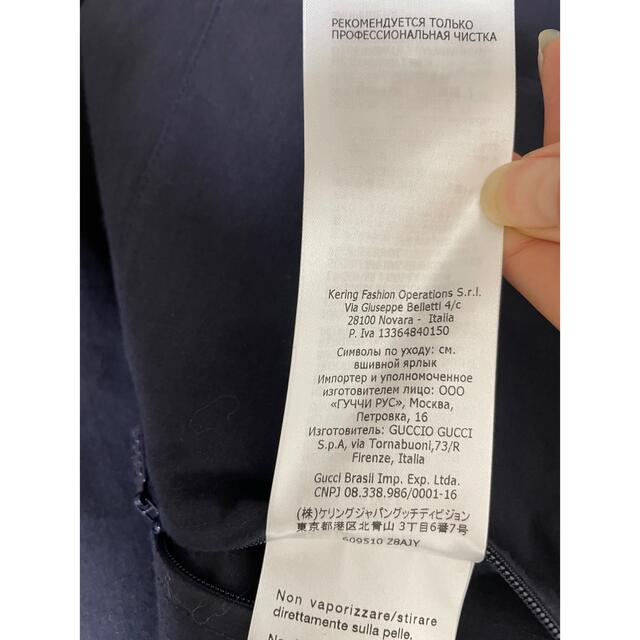 РЕКОМЕНДУЕТСЯ ТОЛЬКО
ПРОФЕССИОНАЛЬНАЯ ЧИСТКА
Kering Fashion Operations S.r.l.
Via Giuseppe Belletti 4/c
28100 Novara - Italia
P. Iva 13364840150
Символы по уходу: см.
вшивной ярлык
Импортер и уполномоченное
изготовителем лицо: ООО
«ГУЧЧИ РУС», Москва,
Петровка, 16
Изготовитель: GUCCIO GUCCI
S.p.A, via Tornabuoni,73/R
Firenze, Italia
Gucci Brasil Imp. Exp. Ltda.
CNPJ 08.338.986/0001-16
(株)ケリングジャパングッチディビジョン
東京都港区北青山 3丁目6番7号
609510 Z8AJY
Non vaporizzare/stirare
direttamente sulla pelle.